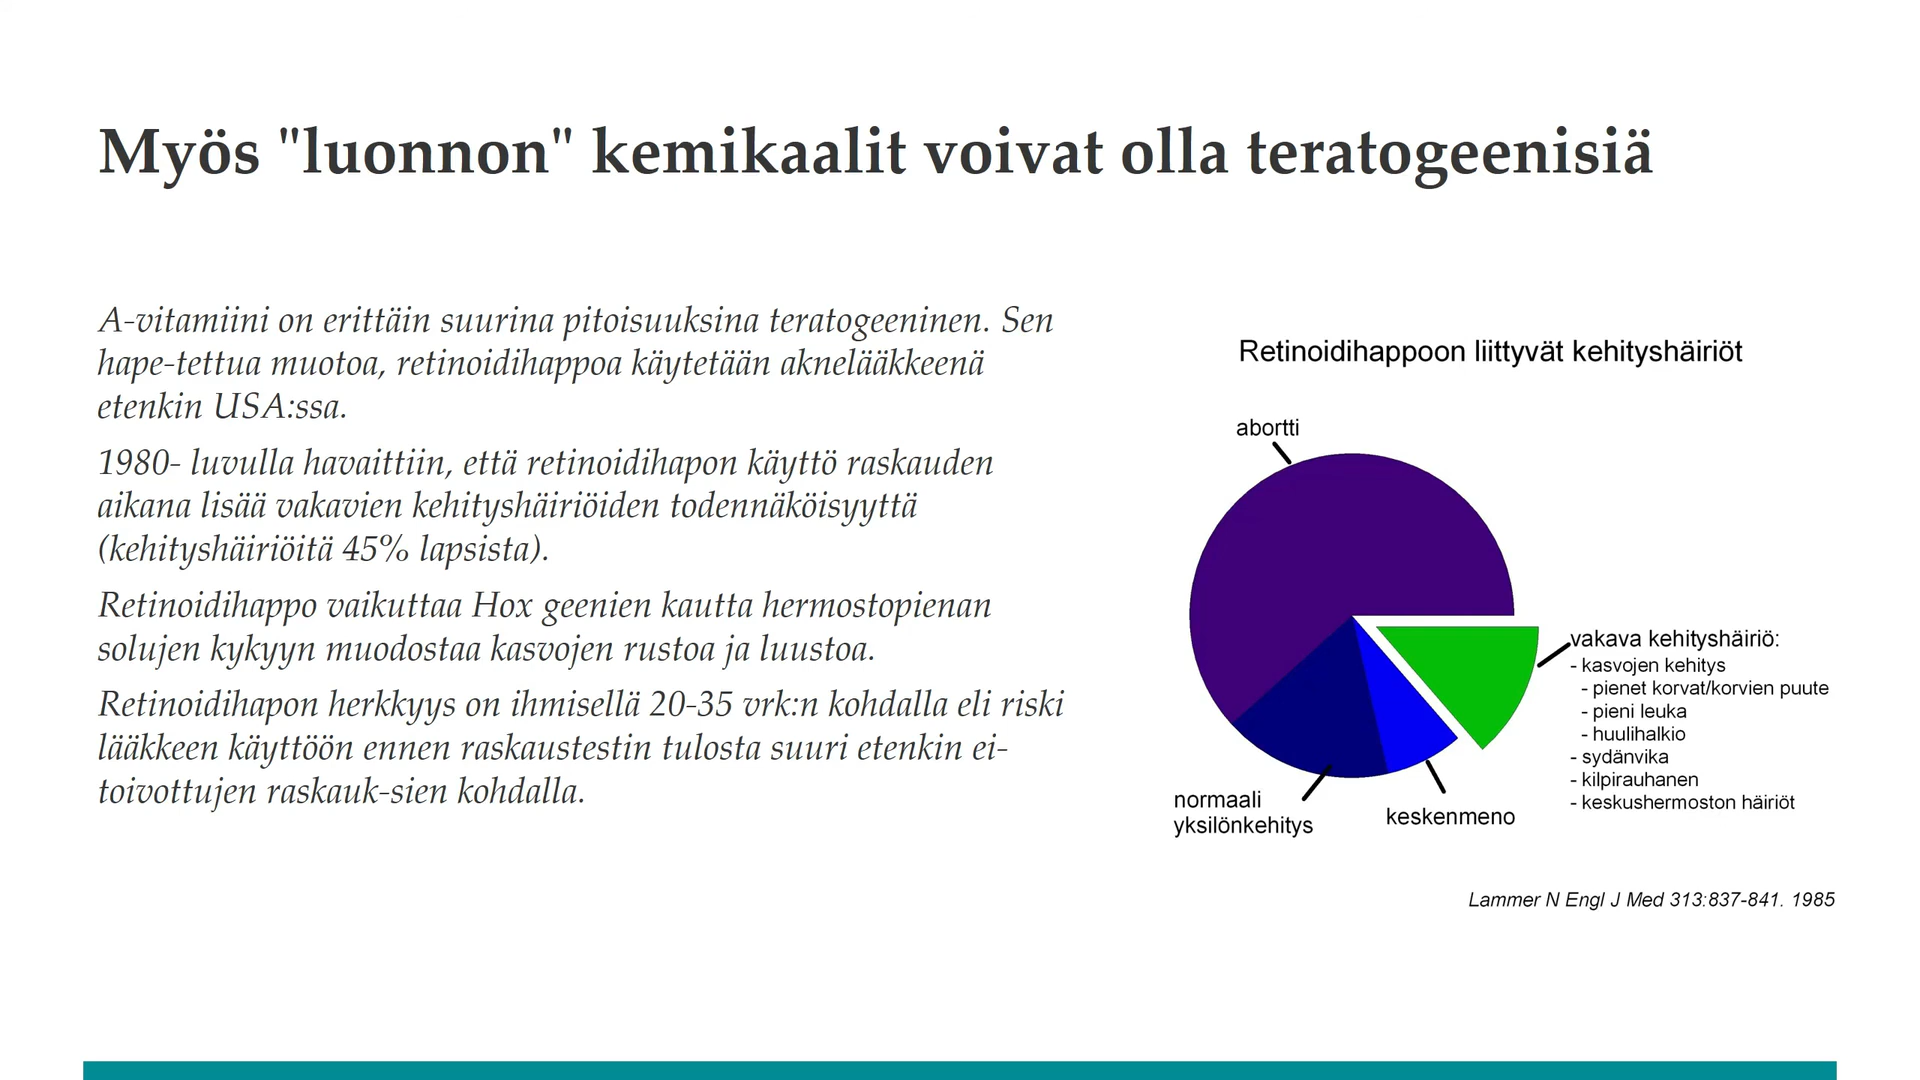 Myös "luonnon" kemikaalit voivat olla teratogeenisiä
A-vitamiini on erittäin suurina pitoisuuksina teratogeeninen. Sen
hape-tettua muotoa, retinoidihappoa käytetään aknelääkkeenä
etenkin USA:ssa.
1980- luvulla havaittiin, että retinoidihapon käyttö raskauden
aikana lisää vakavien kehityshäiriöiden todennäköisyyttä
(kehityshäiriöitä 45% lapsista).
Retinoidihappo vaikuttaa Hox geenien kautta hermostopienan
solujen kykyyn muodostaa kasvojen rustoa ja luustoa.
Retinoidihapon herkkyys on ihmisellä 20-35 vrk:n kohdalla eli riski
lääkkeen käyttöön ennen raskaustestin tulosta suuri etenkin ei-
toivottujen raskauk-sien kohdalla.
Retinoidihappoon liittyvät kehityshäiriöt
abortti
vakava kehityshäiriö:
- kasvojen kehitys
- pienet korvat/korvien puute
- pieni leuka
- huulihalkio
- sydänvika
- kilpirauhanen
- keskushermoston häiriöt
normaali
yksilönkehitys
keskenmeno
Lammer N Engl J Med 313:837-841. 1985